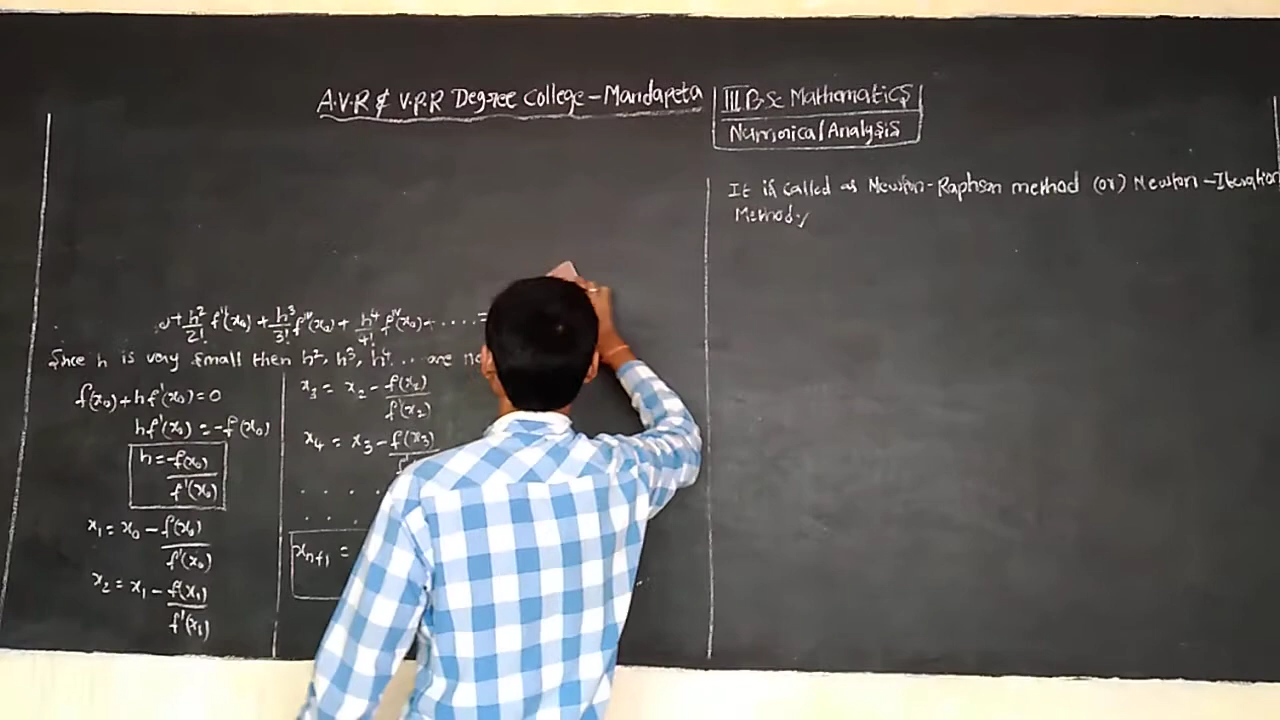 A.V.R & V.P.R Degree College - Mandapeta
III B.Sc Mathematics
Numerical Analysis
+ h²/2! f''(x₀) + h³/3! f'''(x₀) + h⁴/4! f^{IV}(x₀) + .....=
Since h is very small then h², h³, h⁴... are
f(x₀) + h f'(x₀) = 0
hf'(x₀) = -f(x₀)
h = -f(x₀)/f'(x₀)
x₁ = x₀ - f(x₀)/f'(x₀)
x₂ = x₁ - f(x₁)/f'(x₁)
x₃ = x₂ - f(x₂)/f'(x₂)
x₄ = x₃ - f(x₃)/
. . . .
. . .
xₙ₊₁ =
It is called as Newton-Raphson method (or) Newton-Iteration
Method.